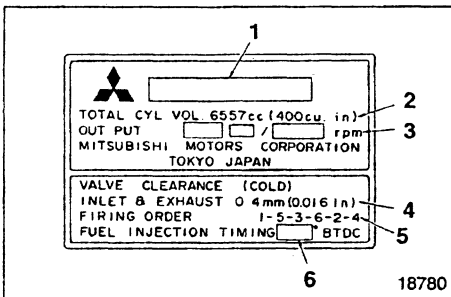 1
TOTAL CYL VOL. 6557cc (400cu. in) 2
OUT PUT / rpm 3
MITSUBISHI MOTORS CORPORATION
TOKYO JAPAN
VALVE CLEARANCE (COLD)
INLET & EXHAUST 0 4mm (0.016 In) 4
FIRING ORDER 1-5-3-6-2-4 5
FUEL INJECTION TIMING ° BTDC
6
18780